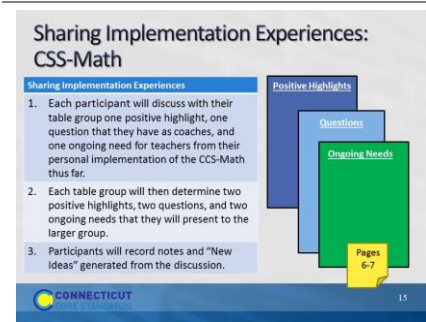 Sharing Implementation Experiences:
CSS-Math
Sharing Implementation Experiences
1. Each participant will discuss with their
table group one positive highlight, one
question that they have as coaches, and
one ongoing need for teachers from their
personal implementation of the CCS-Math
thus far.
2. Each table group will then determine two
positive highlights, two questions, and two
ongoing needs that they will present to the
larger group.
3. Participants will record notes and “New
Ideas” generated from the discussion.
Positive Highlights
Questions
Ongoing Needs
Pages
6-7
CONNECTICUT
CORE STANDARDS
15